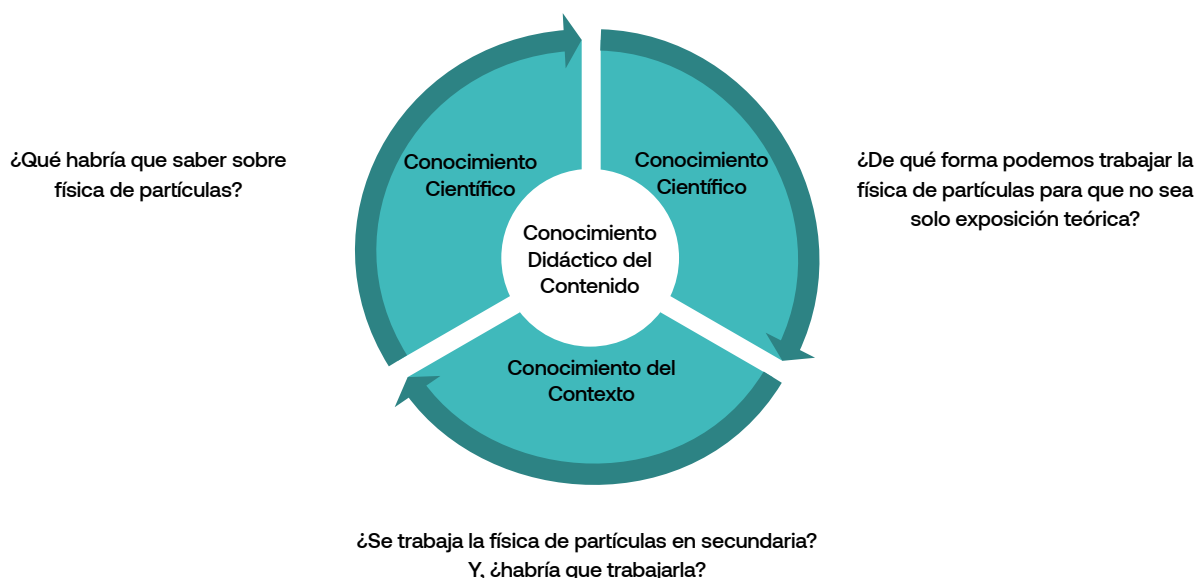 ¿Qué habría que saber sobre
física de partículas?
Conocimiento
Científico
Conocimiento
Científico
¿De qué forma podemos trabajar la
física de partículas para que no sea
solo exposición teórica?
Conocimiento
Didáctico del
Contenido
Conocimiento del
Contexto
¿Se trabaja la física de partículas en secundaria?
Y, ¿habría que trabajarla?